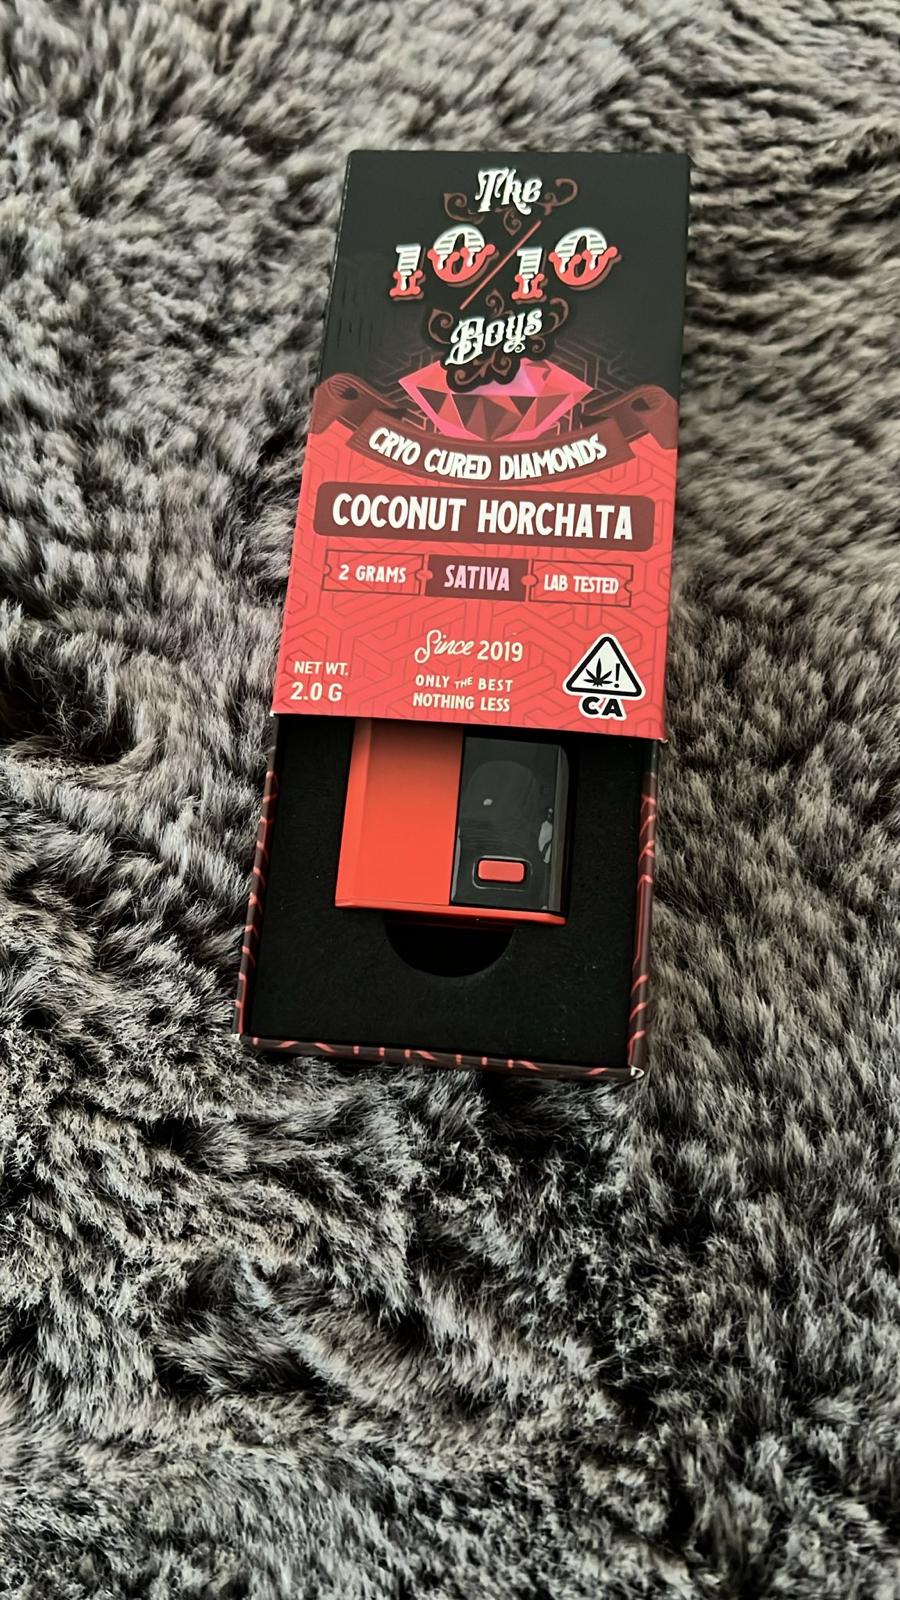 The
10/10
Boys
CRYO CURED DIAMONDS
COCONUT HORCHATA
2 GRAMS SATIVA LAB TESTED
Since 2019
NET WT.
2.0 G
ONLY THE BEST
NOTHING LESS
!
CA